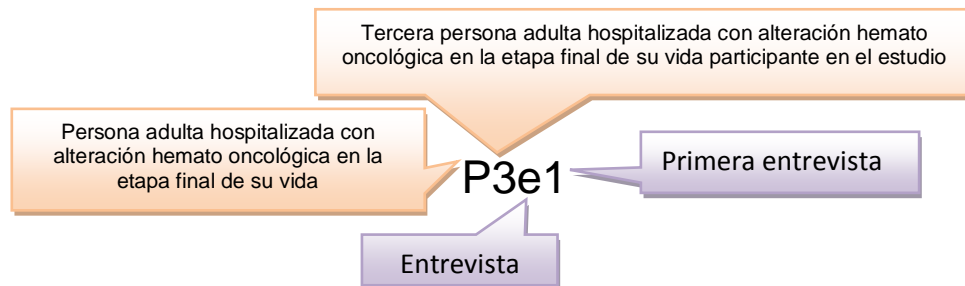 Tercera persona adulta hospitalizada con alteración hemato
oncológica en la etapa final de su vida participante en el estudio
Persona adulta hospitalizada con
alteración hemato oncológica en la
etapa final de su vida
P3e1
Primera entrevista
Entrevista